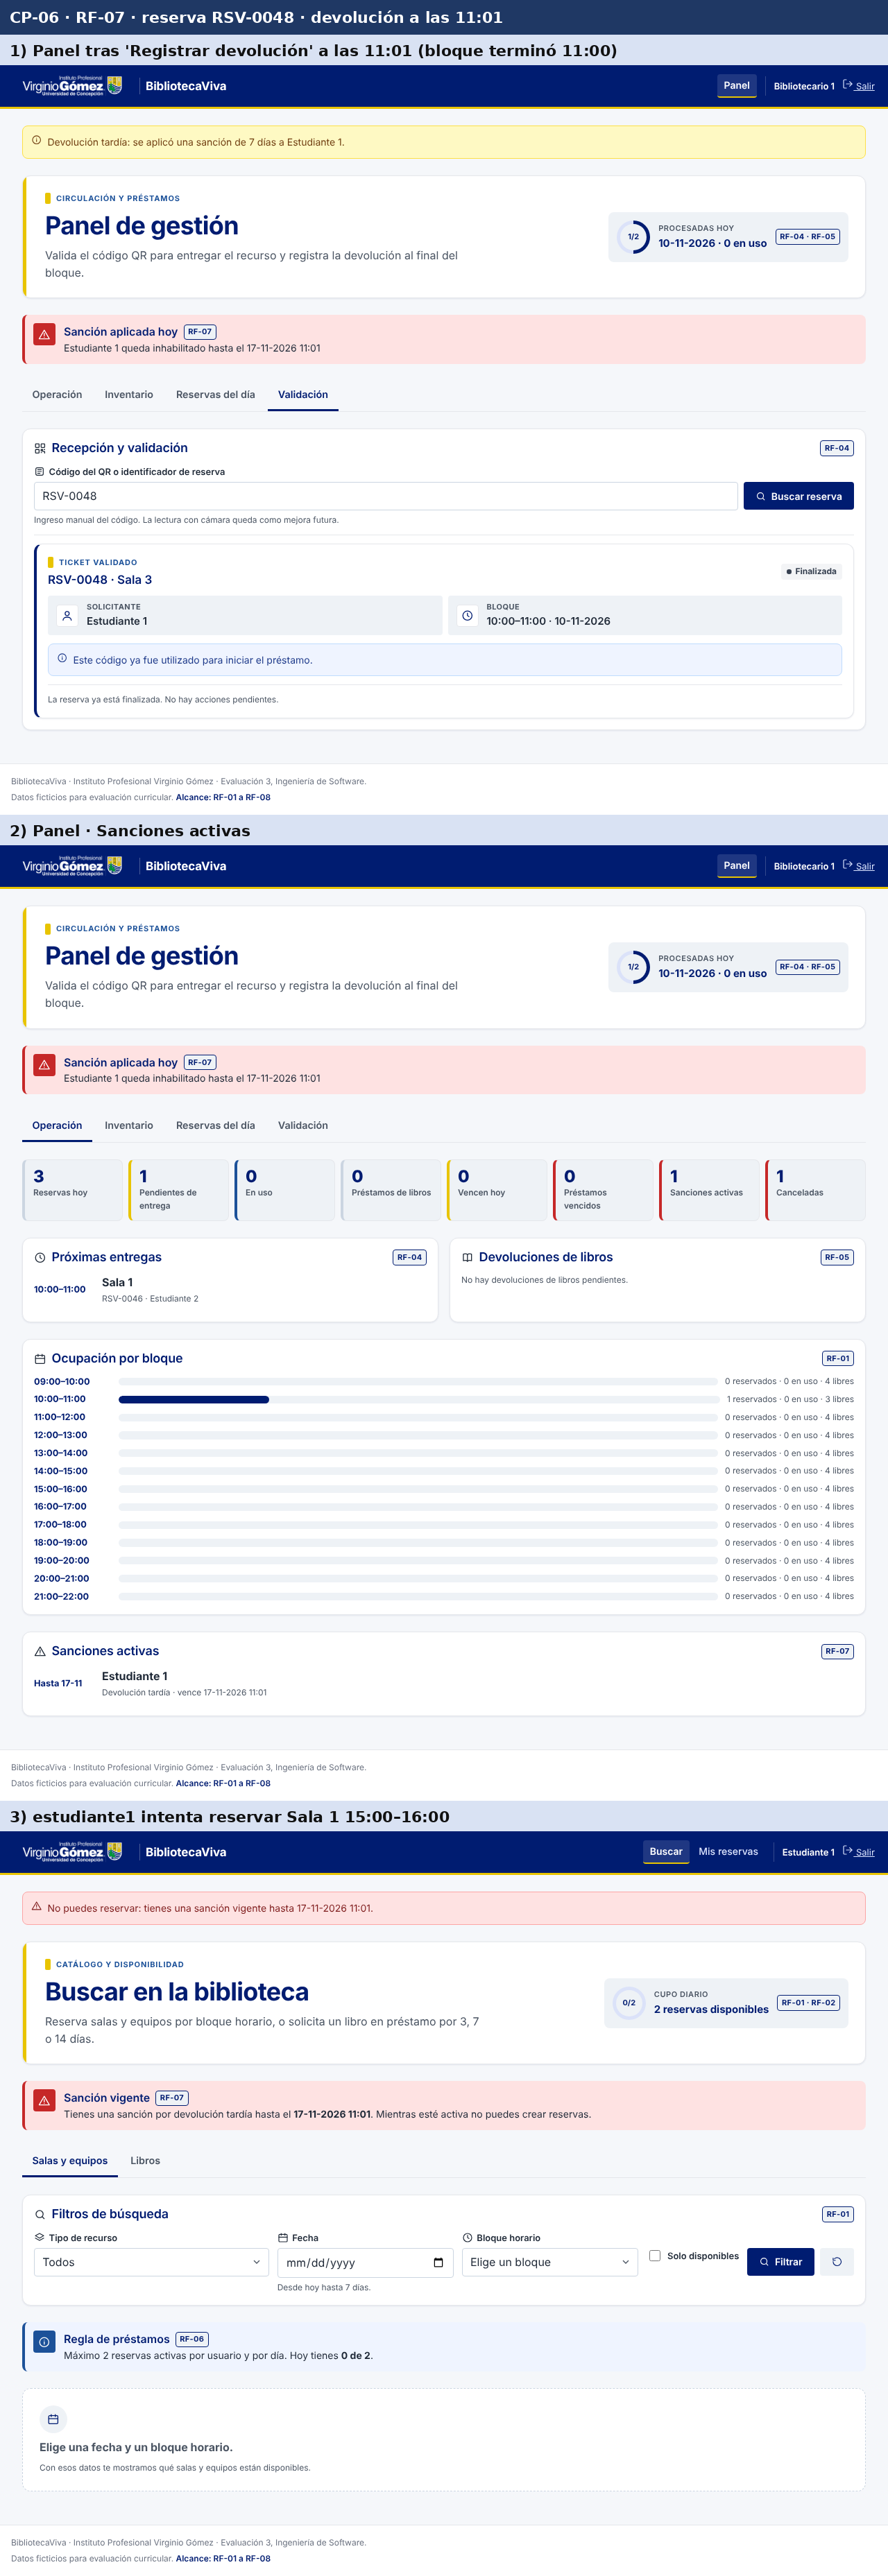 CP-06 · RF-07 · reserva RSV-0048 · devolución a las 11:01
1) Panel tras 'Registrar devolución' a las 11:01 (bloque terminó 11:00)
Instituto Profesional
VirginioGómez
Universidad de Concepción
BibliotecaViva
Panel
Bibliotecario 1
Salir
Devolución tardía: se aplicó una sanción de 7 días a Estudiante 1.
CIRCULACIÓN Y PRÉSTAMOS
Panel de gestión
Valida el código QR para entregar el recurso y registra la devolución al final del
bloque.
1/2
PROCESADAS HOY
10-11-2026 · 0 en uso
RF-04 · RF-05
Sanción aplicada hoy RF-07
Estudiante 1 queda inhabilitado hasta el 17-11-2026 11:01
Operación Inventario Reservas del día Validación
Recepción y validación RF-04
Código del QR o identificador de reserva
RSV-0048 Buscar reserva
Ingreso manual del código. La lectura con cámara queda como mejora futura.
TICKET VALIDADO
RSV-0048 · Sala 3
Finalizada
SOLICITANTE
Estudiante 1
BLOQUE
10:00–11:00 · 10-11-2026
Este código ya fue utilizado para iniciar el préstamo.
La reserva ya está finalizada. No hay acciones pendientes.
BibliotecaViva · Instituto Profesional Virginio Gómez · Evaluación 3, Ingeniería de Software.
Datos ficticios para evaluación curricular. Alcance: RF-01 a RF-08
2) Panel · Sanciones activas
Instituto Profesional
VirginioGómez
Universidad de Concepción
BibliotecaViva
Panel
Bibliotecario 1
Salir
CIRCULACIÓN Y PRÉSTAMOS
Panel de gestión
Valida el código QR para entregar el recurso y registra la devolución al final del
bloque.
1/2
PROCESADAS HOY
10-11-2026 · 0 en uso
RF-04 · RF-05
Sanción aplicada hoy RF-07
Estudiante 1 queda inhabilitado hasta el 17-11-2026 11:01
Operación Inventario Reservas del día Validación
3
Reservas hoy
1
Pendientes de
entrega
0
En uso
0
Préstamos de libros
0
Vencen hoy
0
Préstamos
vencidos
1
Sanciones activas
1
Canceladas
Próximas entregas RF-04
10:00–11:00
Sala 1
RSV-0046 · Estudiante 2
Devoluciones de libros RF-05
No hay devoluciones de libros pendientes.
Ocupación por bloque RF-01
09:00–10:00 0 reservados · 0 en uso · 4 libres
10:00–11:00 1 reservados · 0 en uso · 3 libres
11:00–12:00 0 reservados · 0 en uso · 4 libres
12:00–13:00 0 reservados · 0 en uso · 4 libres
13:00–14:00 0 reservados · 0 en uso · 4 libres
14:00–15:00 0 reservados · 0 en uso · 4 libres
15:00–16:00 0 reservados · 0 en uso · 4 libres
16:00–17:00 0 reservados · 0 en uso · 4 libres
17:00–18:00 0 reservados · 0 en uso · 4 libres
18:00–19:00 0 reservados · 0 en uso · 4 libres
19:00–20:00 0 reservados · 0 en uso · 4 libres
20:00–21:00 0 reservados · 0 en uso · 4 libres
21:00–22:00 0 reservados · 0 en uso · 4 libres
Sanciones activas RF-07
Hasta 17-11
Estudiante 1
Devolución tardía · vence 17-11-2026 11:01
BibliotecaViva · Instituto Profesional Virginio Gómez · Evaluación 3, Ingeniería de Software.
Datos ficticios para evaluación curricular. Alcance: RF-01 a RF-08
3) estudiante1 intenta reservar Sala 1 15:00–16:00
Instituto Profesional
VirginioGómez
Universidad de Concepción
BibliotecaViva
Buscar
Mis reservas
Estudiante 1
Salir
No puedes reservar: tienes una sanción vigente hasta 17-11-2026 11:01.
CATÁLOGO Y DISPONIBILIDAD
Buscar en la biblioteca
Reserva salas y equipos por bloque horario, o solicita un libro en préstamo por 3, 7
o 14 días.
0/2
CUPO DIARIO
2 reservas disponibles
RF-01 · RF-02
Sanción vigente RF-07
Tienes una sanción por devolución tardía hasta el 17-11-2026 11:01. Mientras esté activa no puedes crear reservas.
Salas y equipos Libros
Filtros de búsqueda RF-01
Tipo de recurso
Todos
Fecha
mm/dd/yyyy
Desde hoy hasta 7 días.
Bloque horario
Elige un bloque
Solo disponibles
Filtrar
Regla de préstamos RF-06
Máximo 2 reservas activas por usuario y por día. Hoy tienes 0 de 2.
Elige una fecha y un bloque horario.
Con esos datos te mostramos qué salas y equipos están disponibles.
BibliotecaViva · Instituto Profesional Virginio Gómez · Evaluación 3, Ingeniería de Software.
Datos ficticios para evaluación curricular. Alcance: RF-01 a RF-08